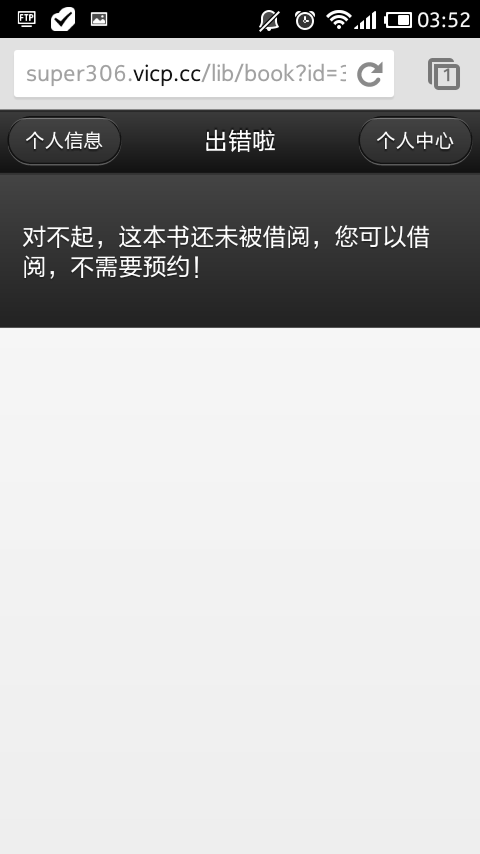 FTP
03:52
super306.vicp.cc/lib/book?id=
1
个人信息
出错啦
个人中心
对不起，这本书还未被借阅，您可以借
阅，不需要预约！